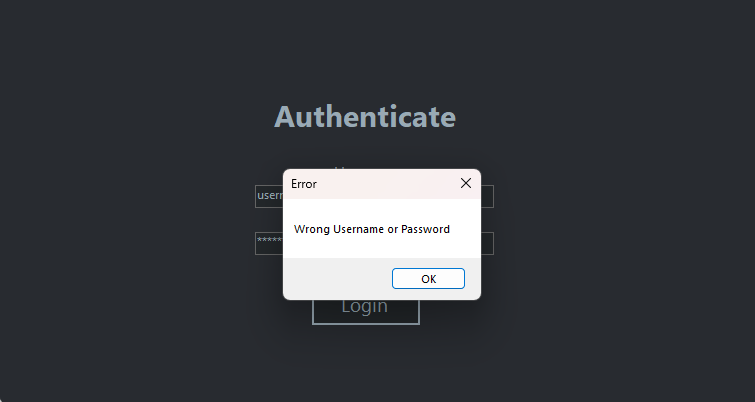 Authenticate
Error
Wrong Username or Password
OK
*****
Login